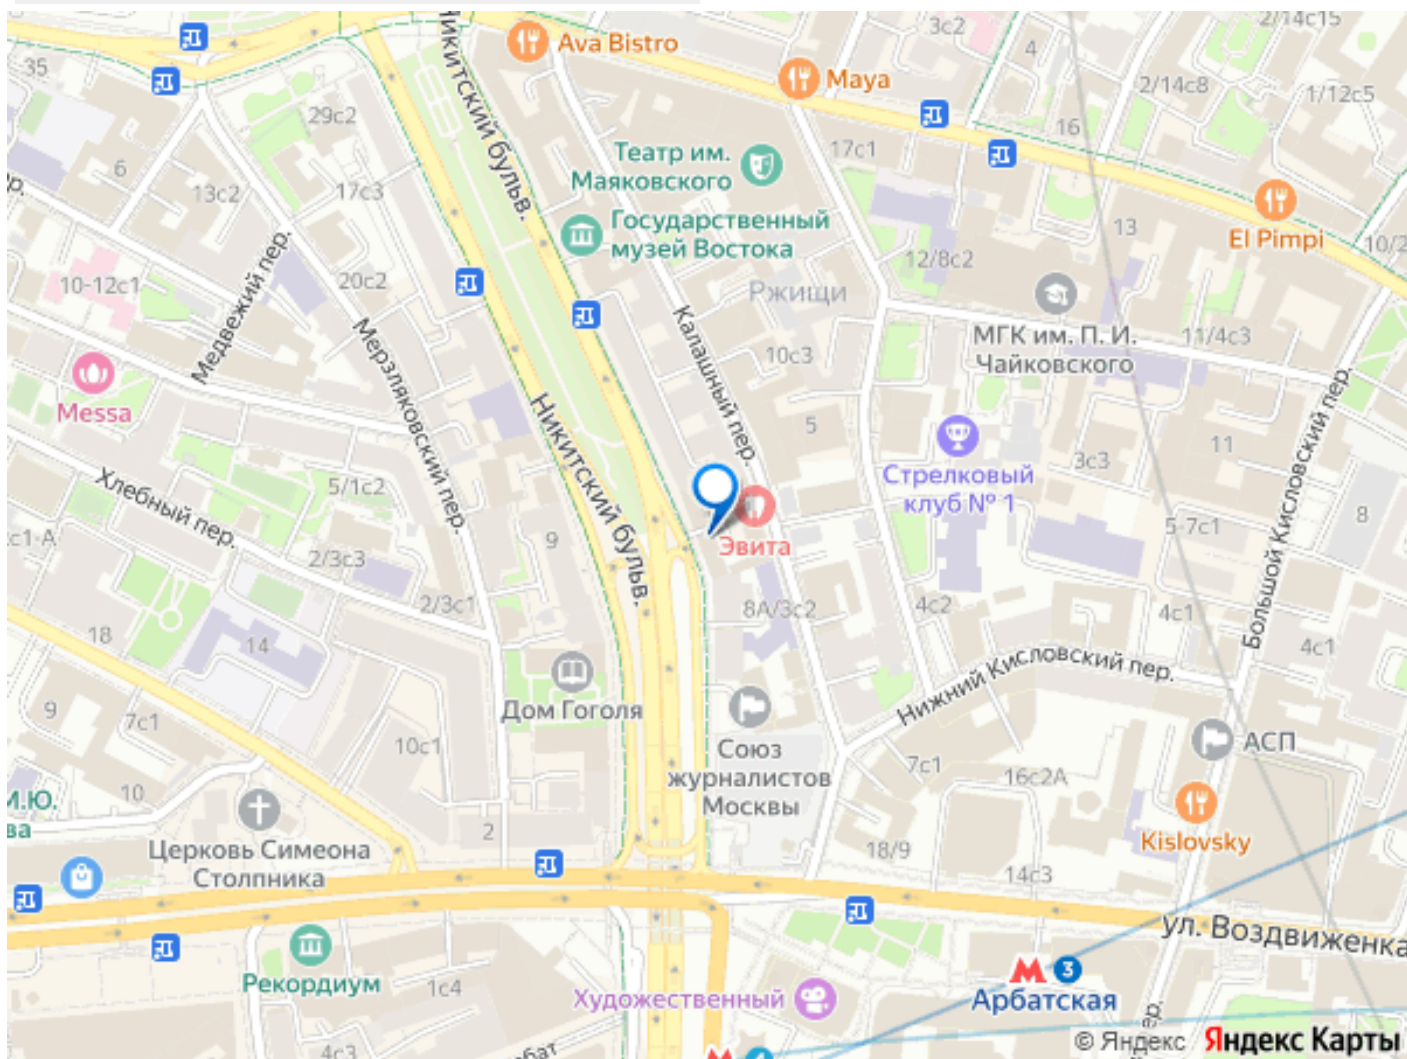 2/14с15
3с2
Ava Bistro
4
Никитский бульв.
35
Maya
2/14с8
1/12с5
29с2
16
Театр им.
Маяковского
17с1
6
13с2
17с3
пер.
Государственный
музей Востока
13
El Pimpi
10/2
Медвежий пер.
12/8с2
20с2
10-12с1
Ржищи
Калашный пер.
МГК им. П. И.
Чайковского
11/4с3
Мерзляковский пер.
10с3
Messa
Никитский бульв.
5
Большой Кисловский пер.
11
Стрелковый
клуб № 1
3с3
Хлебный пер.
5/1с2
8
5-7с1
с1-А
9
Эвита
2/3с3
2/3с1
8А/3с2
4с2
4с1
18
14
4с1
Нижний Кисловский пер.
Дом Гоголя
9
7с1
10с1
Союз
журналистов
Москвы
АСП
7с1
16с2А
10
М.Ю.
ва
2
Kislovsky
Церковь Симеона
Столпника
18/9
14с3
ул. Воздвиженка
Рекордиум
1с4
Художественный
3
Арбатская
4с3
бат
4
ер.
© Яндекс Яндекс Карты